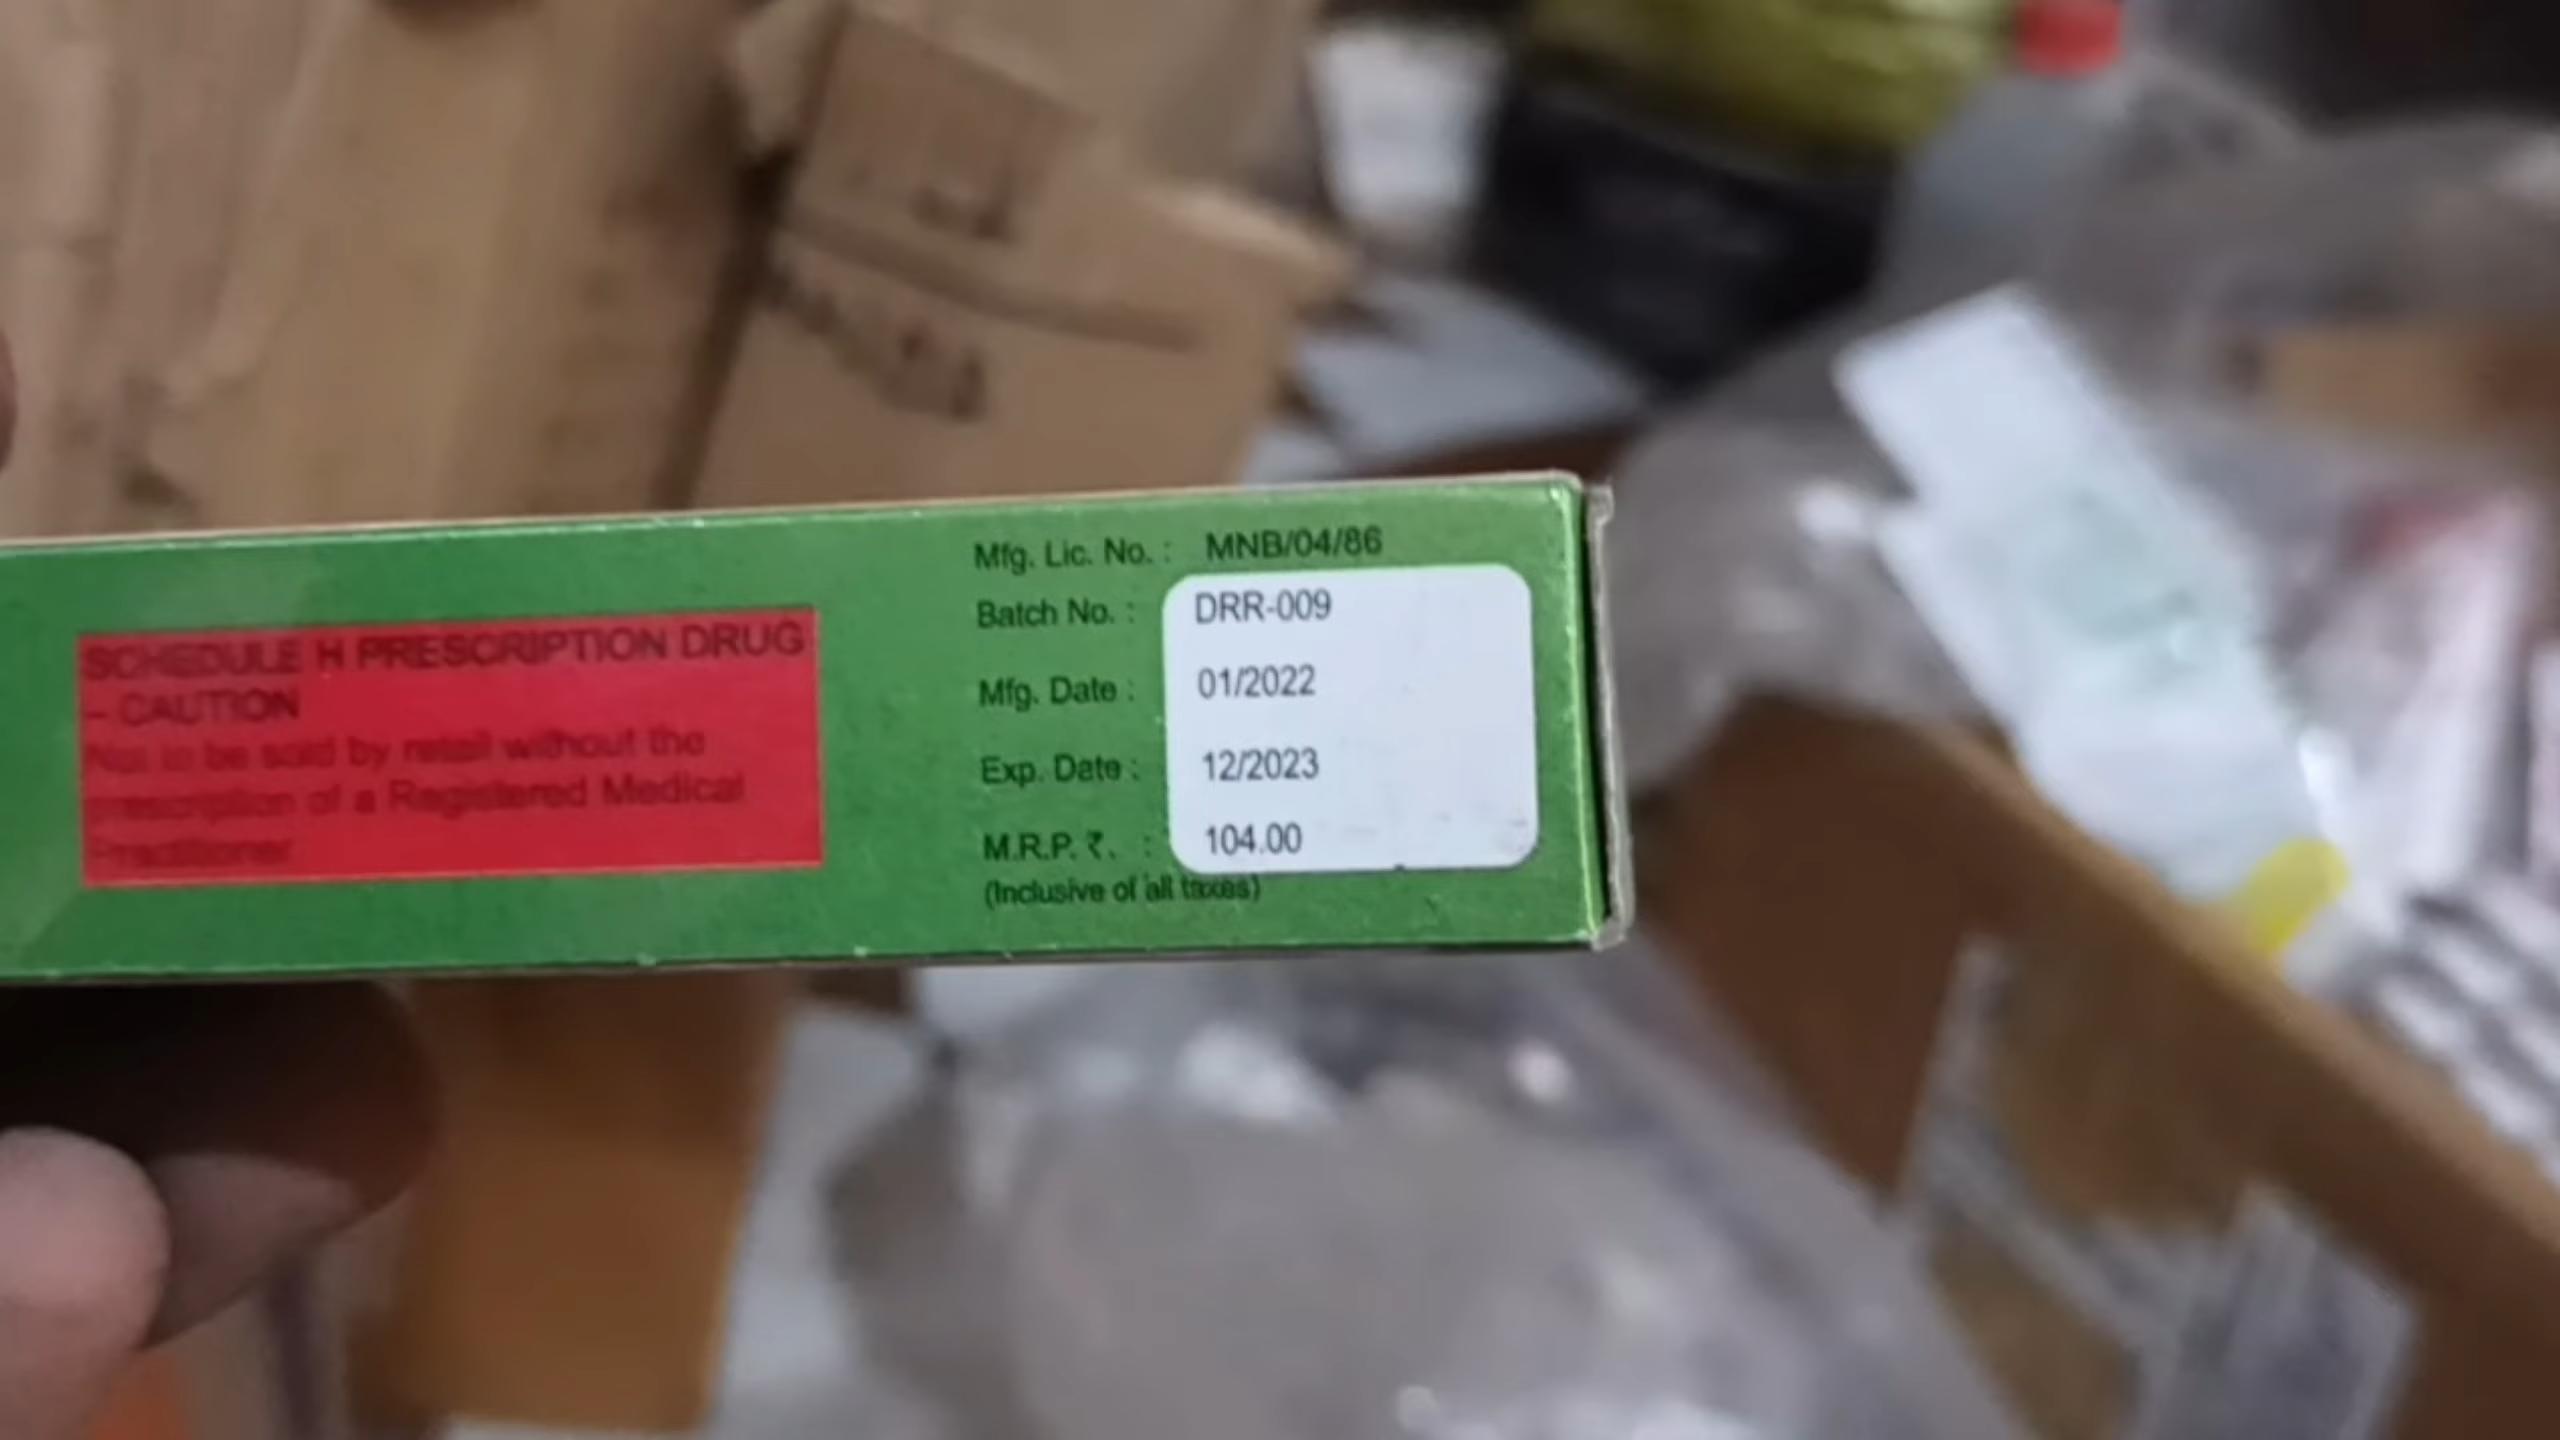 SCHEDULE H PRESCRIPTION DRUG
– CAUTION
Not to be sold by retail without the
prescription of a Registered Medical
Practitioner
Mfg. Lic. No. : MNB/04/86
Batch No. : DRR-009
Mfg. Date : 01/2022
Exp. Date : 12/2023
M.R.P. ₹. : 104.00
(Inclusive of all taxes)